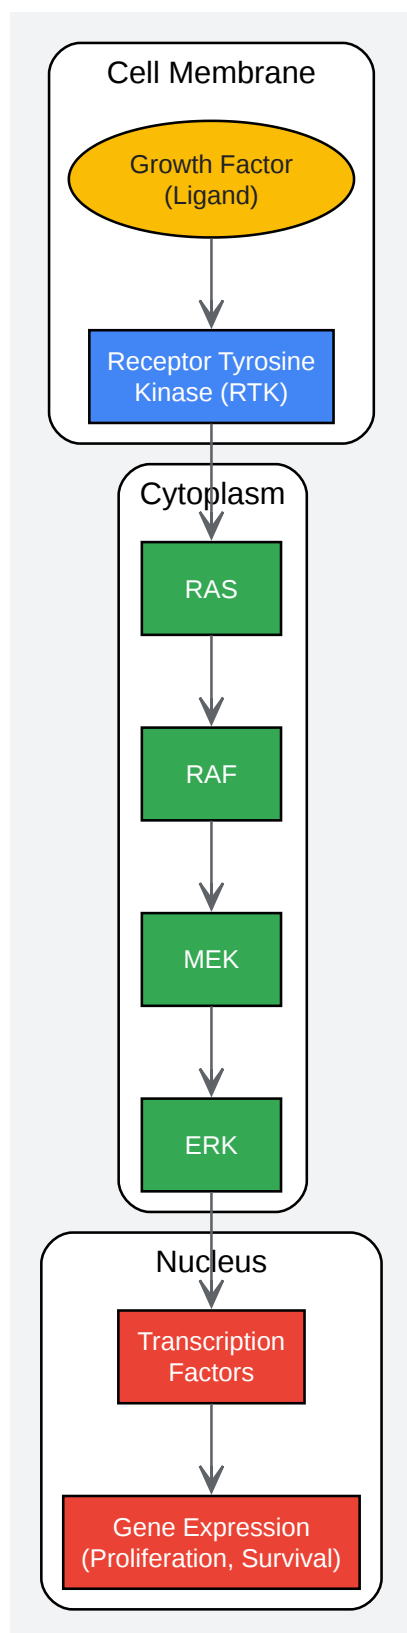 Cell Membrane
Growth Factor
(Ligand)
Receptor Tyrosine
Kinase (RTK)
Cytoplasm
RAS
RAF
MEK
ERK
Nucleus
Transcription
Factors
Gene Expression
(Proliferation, Survival)